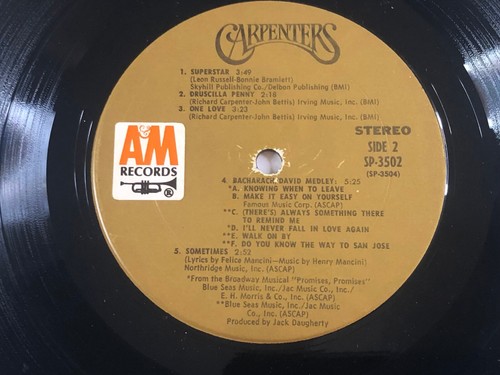 CARPENTERS
1. SUPERSTAR 3:49
(Leon Russell-Bonnie Bramlett)
Skyhill Publishing Co./Delbon Publishing (BMI)
2. DRUSCILLA PENNY 2:16
(Richard Carpenter-John Bettis) Irving Music, Inc. (BMI)
3. ONE LOVE 3:23
(Richard Carpenter-John Bettis) Irving Music, Inc. (BMI)
STEREO
SIDE 2
SP-3502
(SP-3504)
A&M
RECORDS
®
4. BACHARACH/DAVID MEDLEY: 5:25
*A. KNOWING WHEN TO LEAVE
B. MAKE IT EASY ON YOURSELF
Famous Music Corp. (ASCAP)
**C. (THERE'S) ALWAYS SOMETHING THERE
TO REMIND ME
*D. I'LL NEVER FALL IN LOVE AGAIN
**E. WALK ON BY
**F. DO YOU KNOW THE WAY TO SAN JOSE
5. SOMETIMES 2:52
(Lyrics by Felice Mancini—Music by Henry Mancini)
Northridge Music, Inc. (ASCAP)
*From the Broadway Musical "Promises, Promises"
Blue Seas Music, Inc./Jac Music Co., Inc./
E. H. Morris & Co., Inc. (ASCAP)
**Blue Seas Music, Inc./Jac Music
Co., Inc. (ASCAP)
Produced by Jack Daugherty